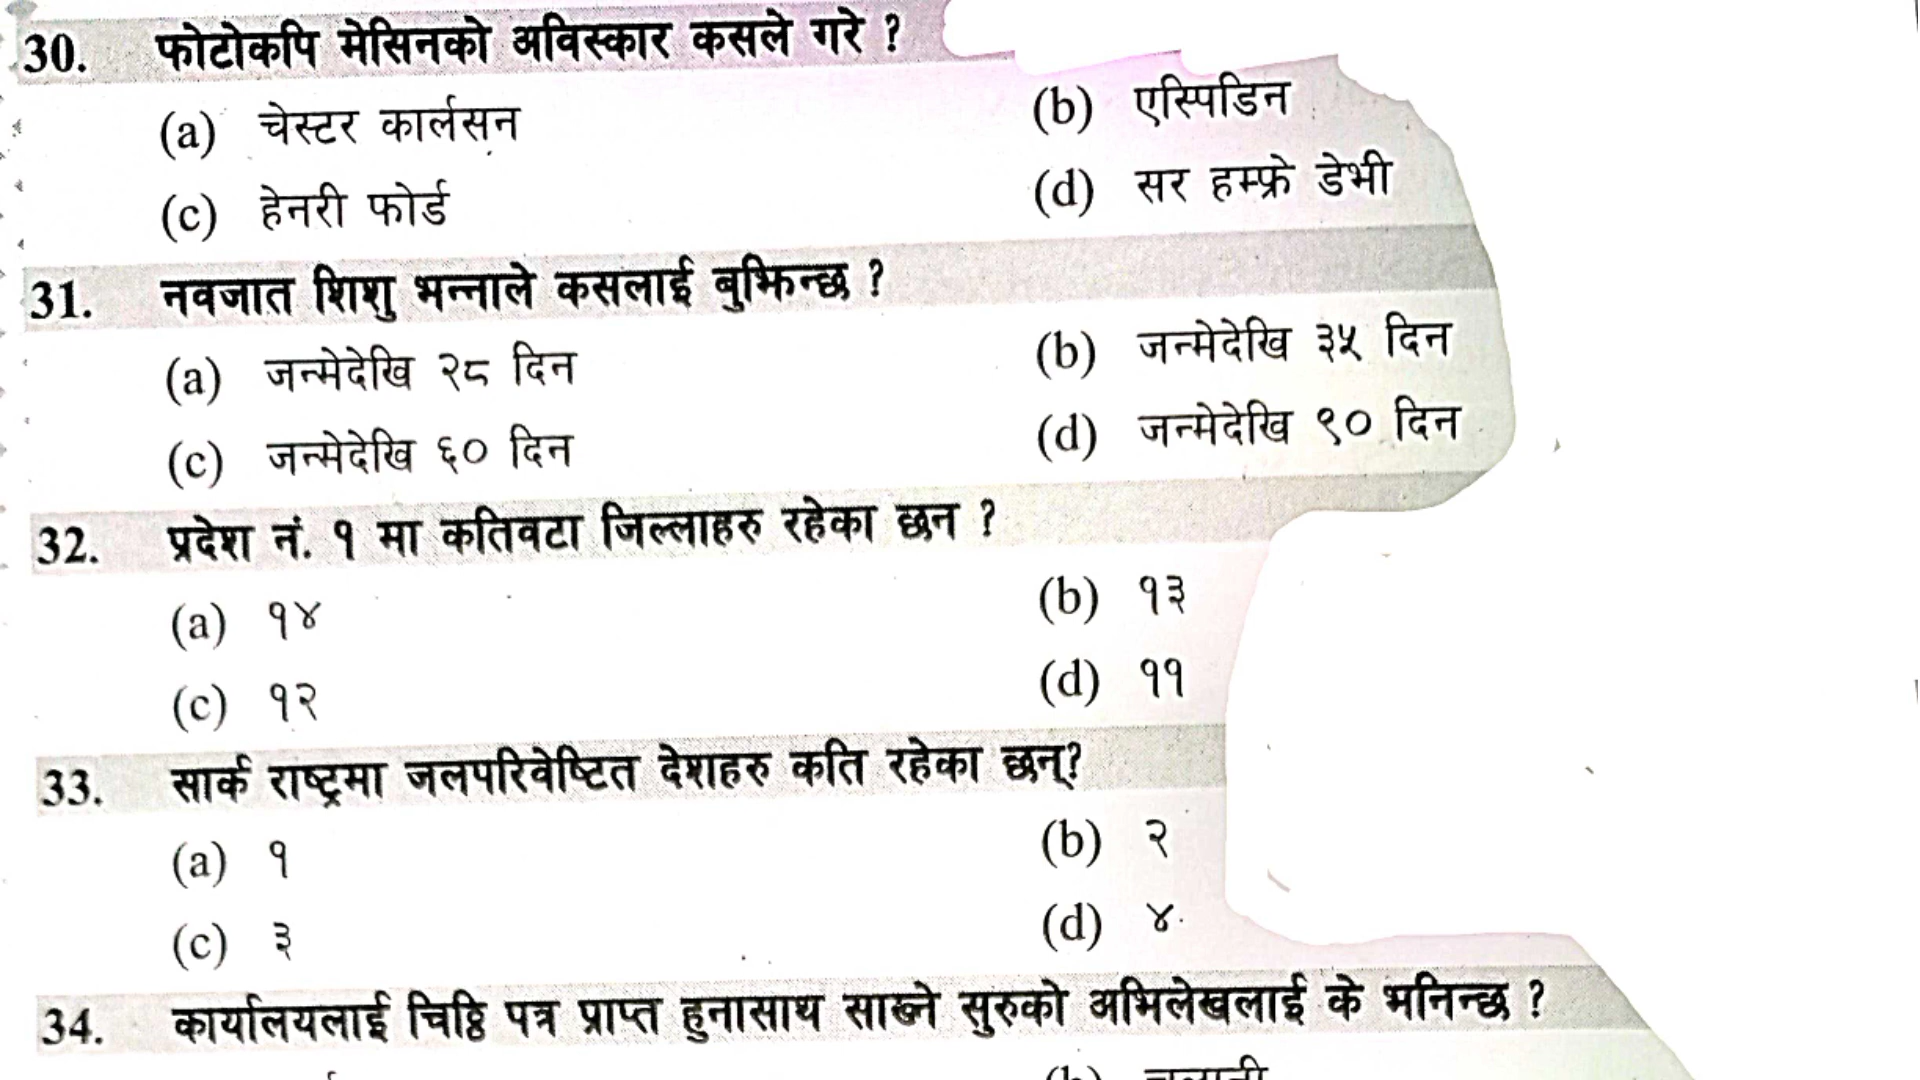 30. फोटोकपि मेसिनको अविस्कार कसले गरे ?
(a) चेस्टर कार्लसन (b) एस्पिडिन
(c) हेनरी फोर्ड (d) सर हम्फ्रे डेभी
31. नवजात शिशु भन्नाले कसलाई बुझिन्छ ?
(a) जन्मेदेखि २८ दिन (b) जन्मेदेखि ३५ दिन
(c) जन्मेदेखि ६० दिन (d) जन्मेदेखि ९० दिन
32. प्रदेश नं. १ मा कतिवटा जिल्लाहरु रहेका छन ?
(a) १४ (b) १३
(c) १२ (d) ११
33. सार्क राष्ट्रमा जलपरिवेष्टित देशहरु कति रहेका छन्?
(a) १ (b) २
(c) ३ (d) ४
34. कार्यालयलाई चिठ्ठि पत्र प्राप्त हुनासाथ साख्ने सुरुको अभिलेखलाई के भनिन्छ ?